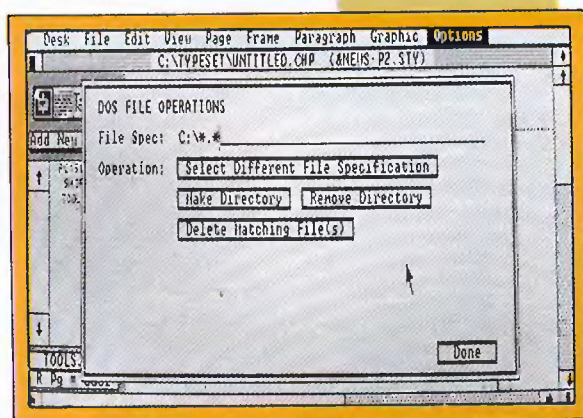 Desk File Edit View Page Frame Paragraph Graphic Options
C:\TYPESET\UNTITLED.CHP (&NEWS-P2.STY)
DOS FILE OPERATIONS
File Spec: C:\*.*
Add New
Operation: Select Different File Specification
Make Directory Remove Directory
Delete Matching File(s)
Done
TOOLS.
R Pg #